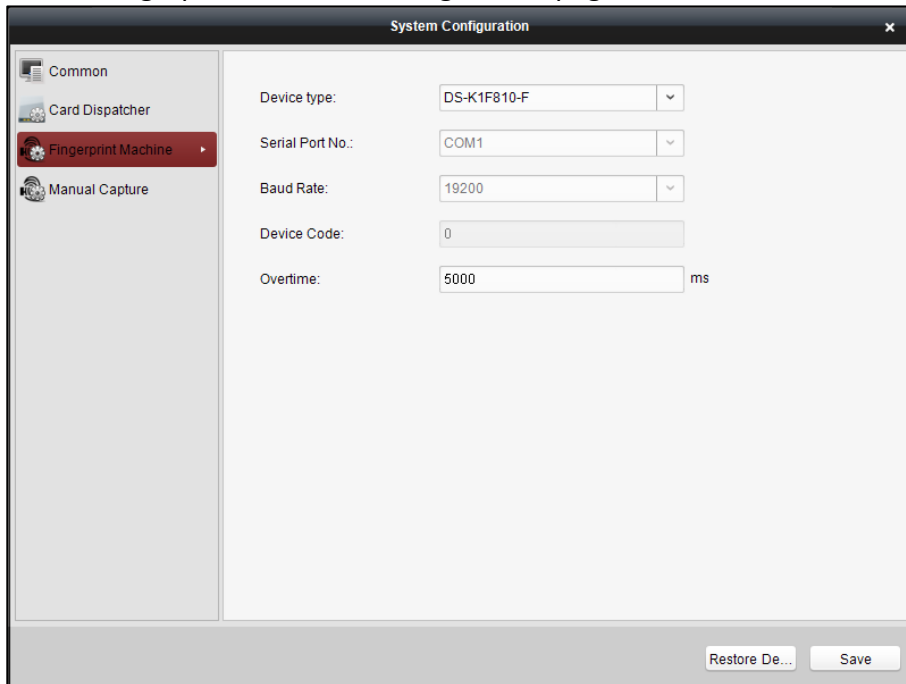 System Configuration
Common
Card Dispatcher
Fingerprint Machine
Manual Capture
Device type: DS-K1F810-F
Serial Port No.: COM1
Baud Rate: 19200
Device Code: 0
Overtime: 5000 ms
Restore De... Save